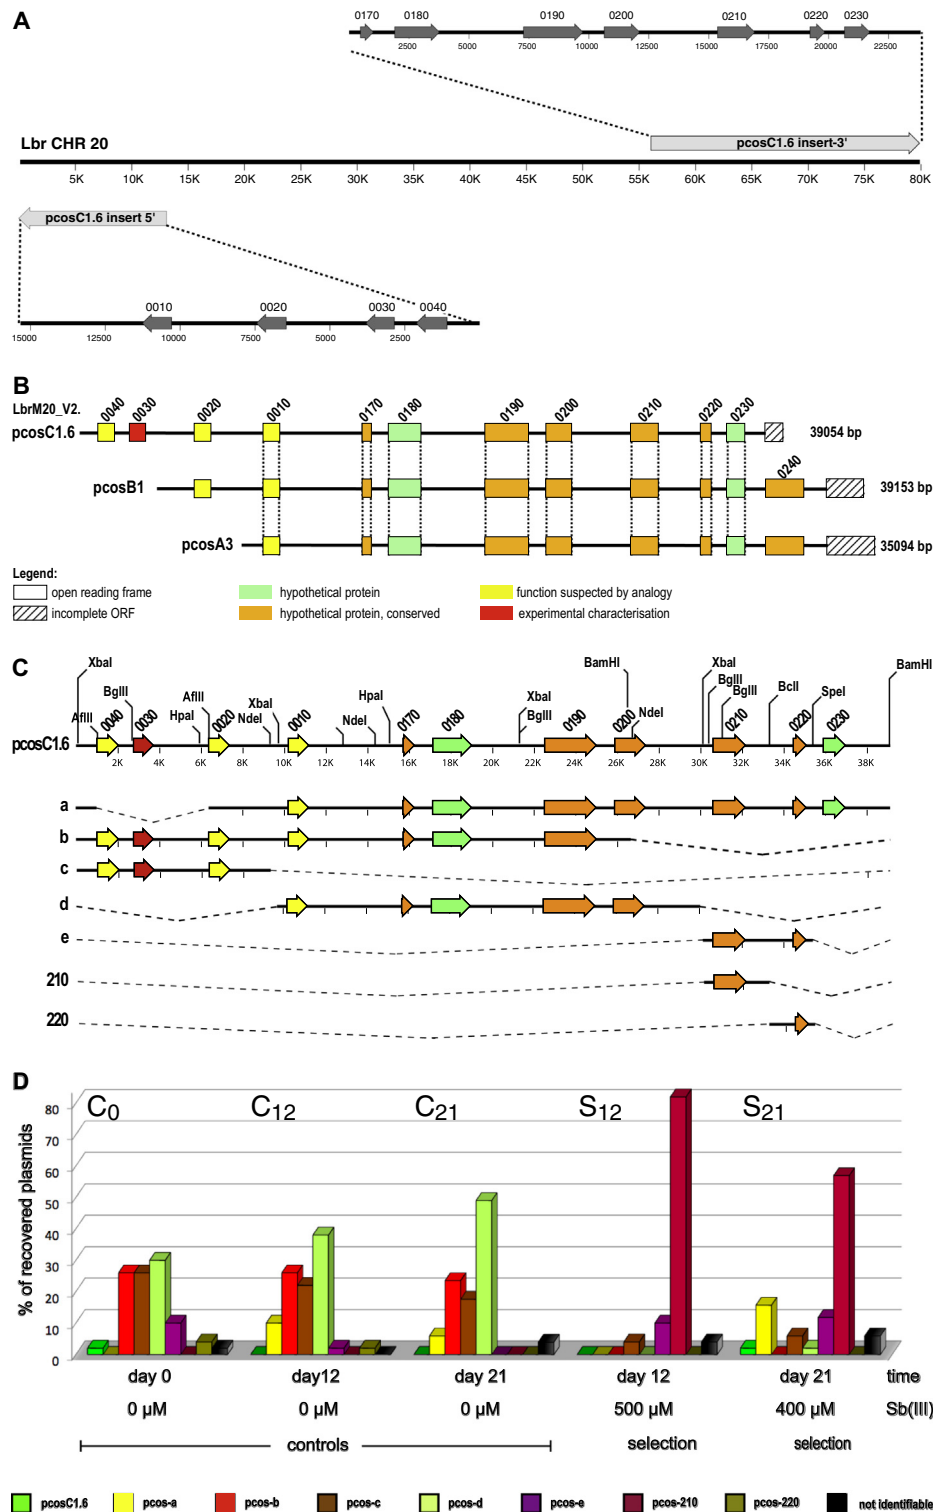 A
0170 0180 0190 0200 0210 0220 0230
2500 5000 7500 10000 12500 15000 17500 20000 22500
Lbr CHR 20
pcosC1.6 insert-3'
5K 10K 15K 20K 25K 30K 35K 40K 45K 50K 55K 60K 65K 70K 75K 80K
pcosC1.6 insert 5'
0010 0020 0030 0040
15000 12500 10000 7500 5000 2500
B
LbrM20_V2.
0040 0030 0020 0010 0170 0180 0190 0200 0210 0220 0230
pcosC1.6 39054 bp
0240
pcosB1 39153 bp
pcosA3 35094 bp
Legend:
open reading frame hypothetical protein function suspected by analogy
incomplete ORF hypothetical protein, conserved experimental characterisation
C
XbaI BamHI XbaI BamHI
BglII AflII XbaI HpaI XbaI BglII BglII BclI SpeI
AflII HpaI NdeI NdeI BglII NdeI
0040 0030 0020 0010 0170 0180 0190 0200 0210 0220 0230
pcosC1.6
2K 4K 6K 8K 10K 12K 14K 16K 18K 20K 22K 24K 26K 28K 30K 32K 34K 36K 38K
a
b
c
d
e
210
220
D
C0 C12 C21 S12 S21
% of recovered plasmids
80
70
60
50
40
30
20
10
0
day 0 day12 day 21 day 12 day 21 time
0 µM 0 µM 0 µM 500 µM 400 µM Sb(III)
controls selection selection
pcosC1.6 pcos-a pcos-b pcos-c pcos-d pcos-e pcos-210 pcos-220 not identifiable